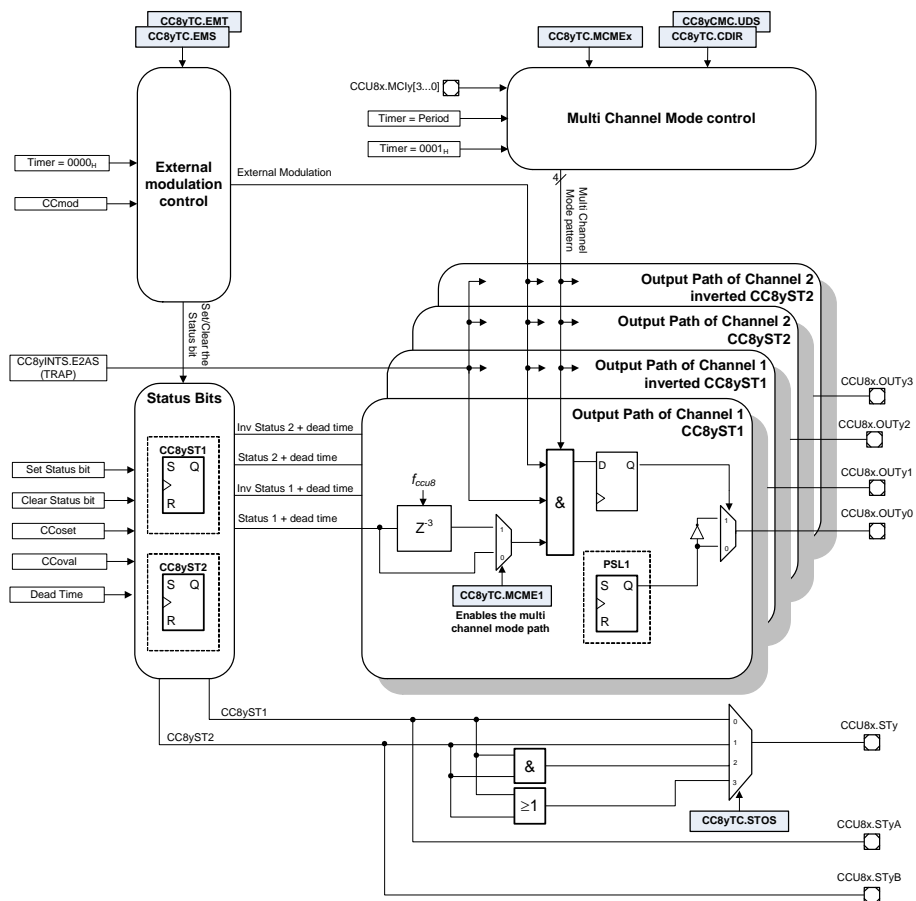 CC8yTC.EMT
CC8yTC.EMS
CC8yTC.MCMEx
CC8yCMC.UDS
CC8yTC.CDIR
CCU8x.MCIy[3...0]
Timer = Period
Timer = 0001H
Multi Channel Mode control
Timer = 0000H
CCmod
External
modulation
control
External Modulation
4
Multi Channel
Mode pattern
Set/Clear the
Status bit
CC8yINTS.E2AS
(TRAP)
Output Path of Channel 2
inverted CC8yST2
Output Path of Channel 2
CC8yST2
Output Path of Channel 1
inverted CC8yST1
Output Path of Channel 1
CC8yST1
CCU8x.OUTy3
CCU8x.OUTy2
CCU8x.OUTy1
CCU8x.OUTy0
Status Bits
CC8yST1
S Q
R
CC8yST2
S Q
R
Set Status bit
Clear Status bit
CCoset
CCoval
Dead Time
Inv Status 2 + dead time
Status 2 + dead time
Inv Status 1 + dead time
Status 1 + dead time
fccu8
Z-3
1
0
&
D Q
1
0
CC8yTC.MCME1
Enables the multi
channel mode path
PSL1
S Q
R
CC8yST1
CC8yST2
&
≥1
0
1
2
3
CC8yTC.STOS
CCU8x.STy
CCU8x.STyA
CCU8x.STyB